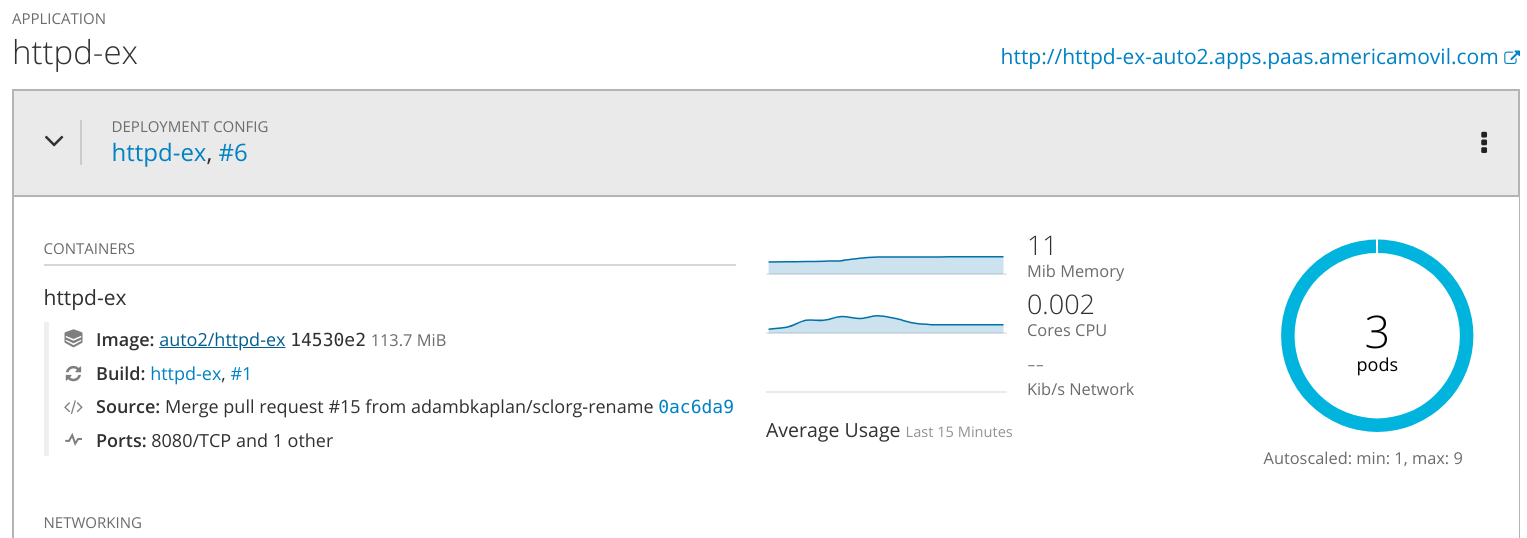 APPLICATION
httpd-ex
http://httpd-ex-auto2.apps.paas.americamovil.com
DEPLOYMENT CONFIG
httpd-ex, #6
CONTAINERS
httpd-ex
Image: auto2/httpd-ex 14530e2 113.7 MiB
Build: httpd-ex, #1
Source: Merge pull request #15 from adambkaplan/sclorg-rename 0ac6da9
Ports: 8080/TCP and 1 other
11
Mib Memory
0.002
Cores CPU
--
Kib/s Network
Average Usage Last 15 Minutes
3
pods
Autoscaled: min: 1, max: 9
NETWORKING